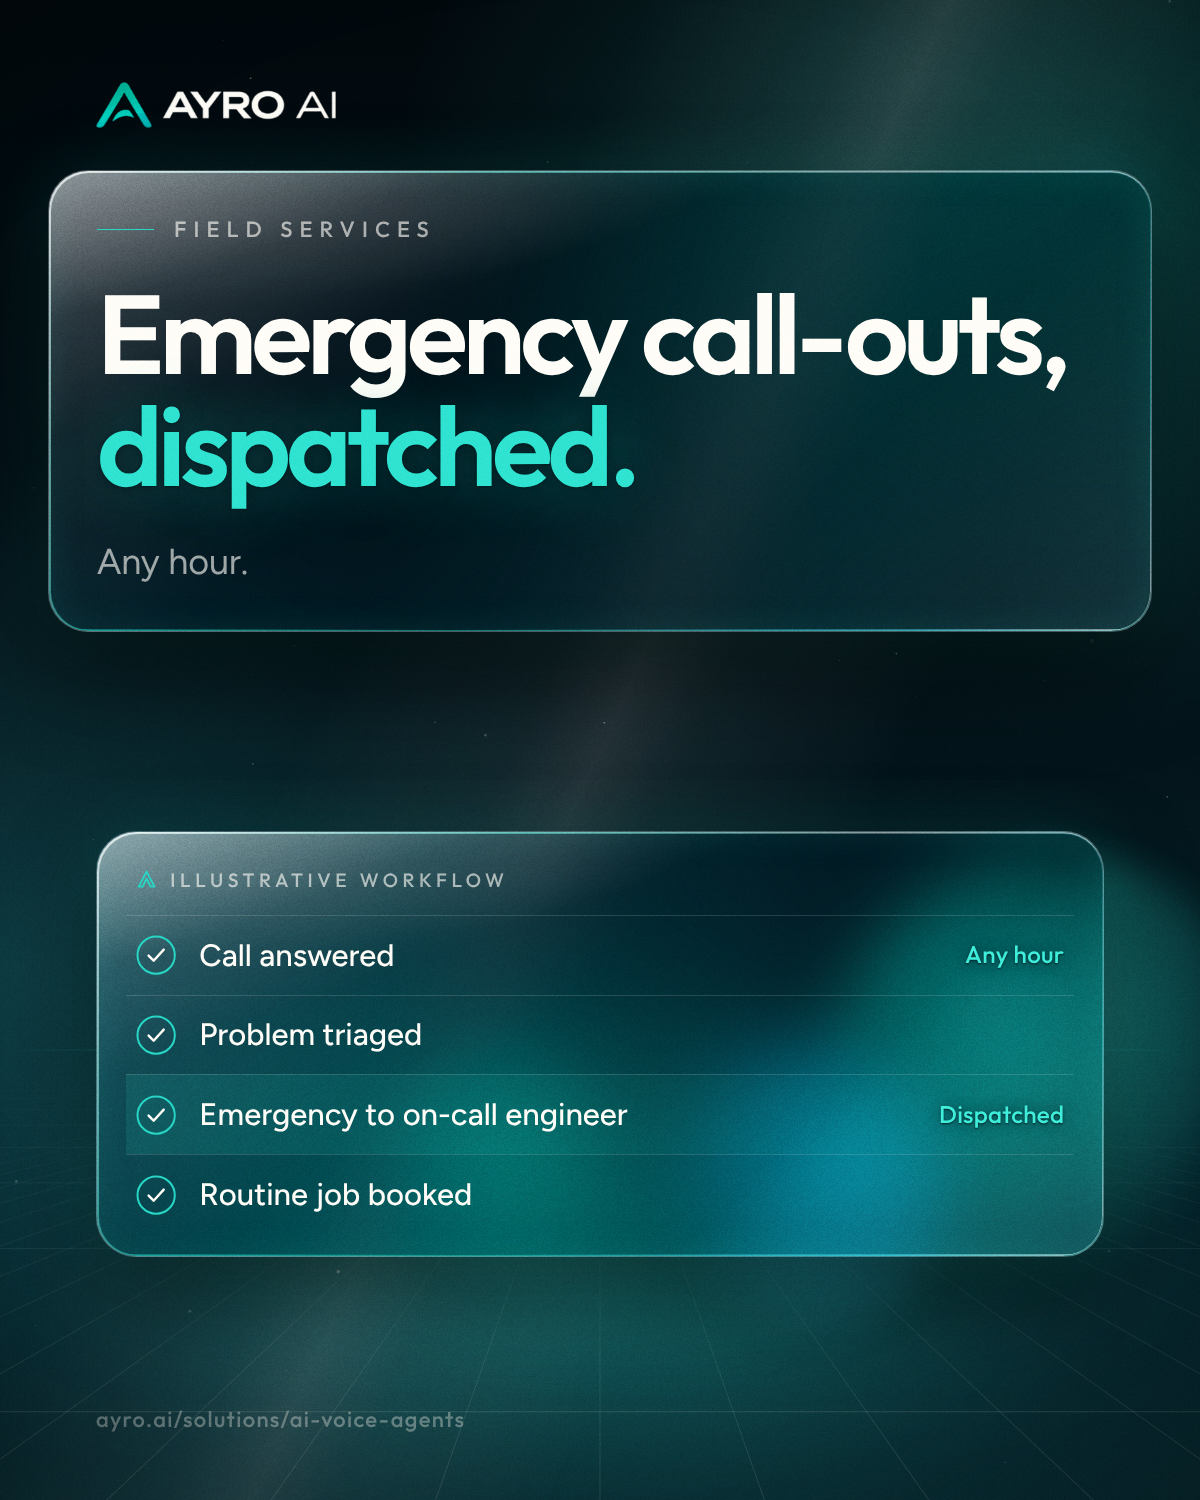 AYRO AI
FIELD SERVICES
Emergency call-outs,
dispatched.
Any hour.
ILLUSTRATIVE WORKFLOW
Call answered
Any hour
Problem triaged
Emergency to on-call engineer
Dispatched
Routine job booked
ayro.ai/solutions/ai-voice-agents